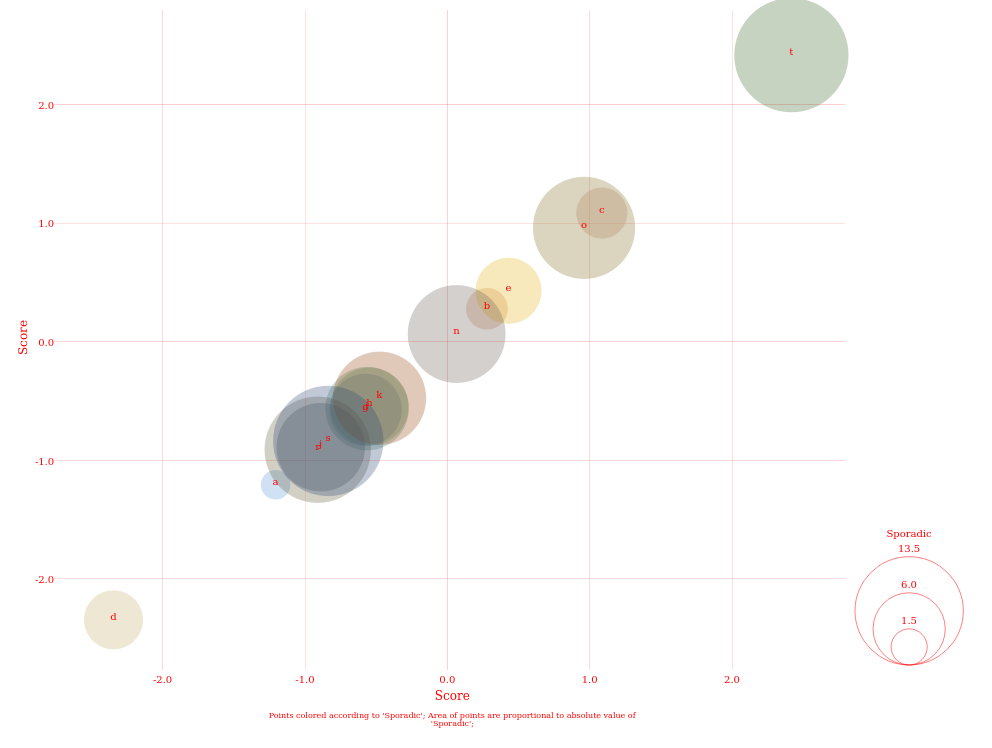 t
2.0
c
1.0
o
e
b
n
0.0
Score
k
h
g
s
j
r
-1.0
a
-2.0
d
-2.0
-1.0
0.0
1.0
2.0
Score
Sporadic
13.5
6.0
1.5
Points colored according to 'Sporadic'; Area of points are proportional to absolute value of
'Sporadic';